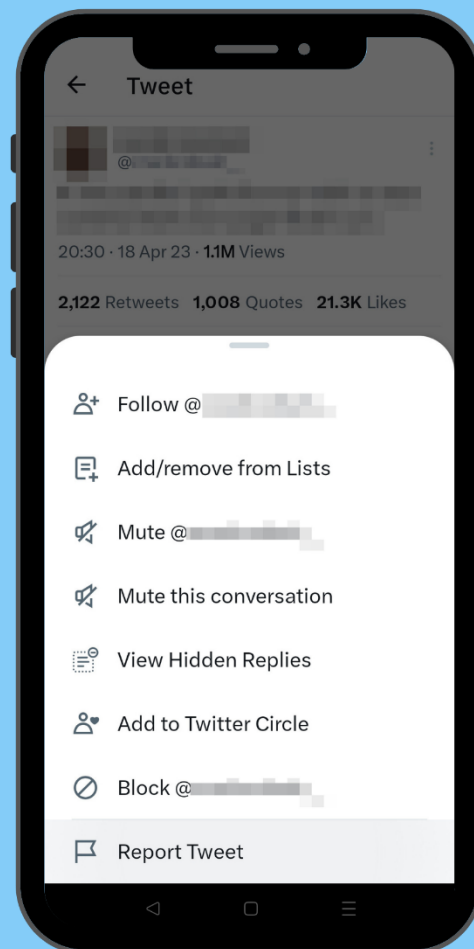 Tweet
@
20:30 · 18 Apr 23 · 1.1M Views
2,122 Retweets 1,008 Quotes 21.3K Likes
Follow @
Add/remove from Lists
Mute @
Mute this conversation
View Hidden Replies
Add to Twitter Circle
Block @
Report Tweet